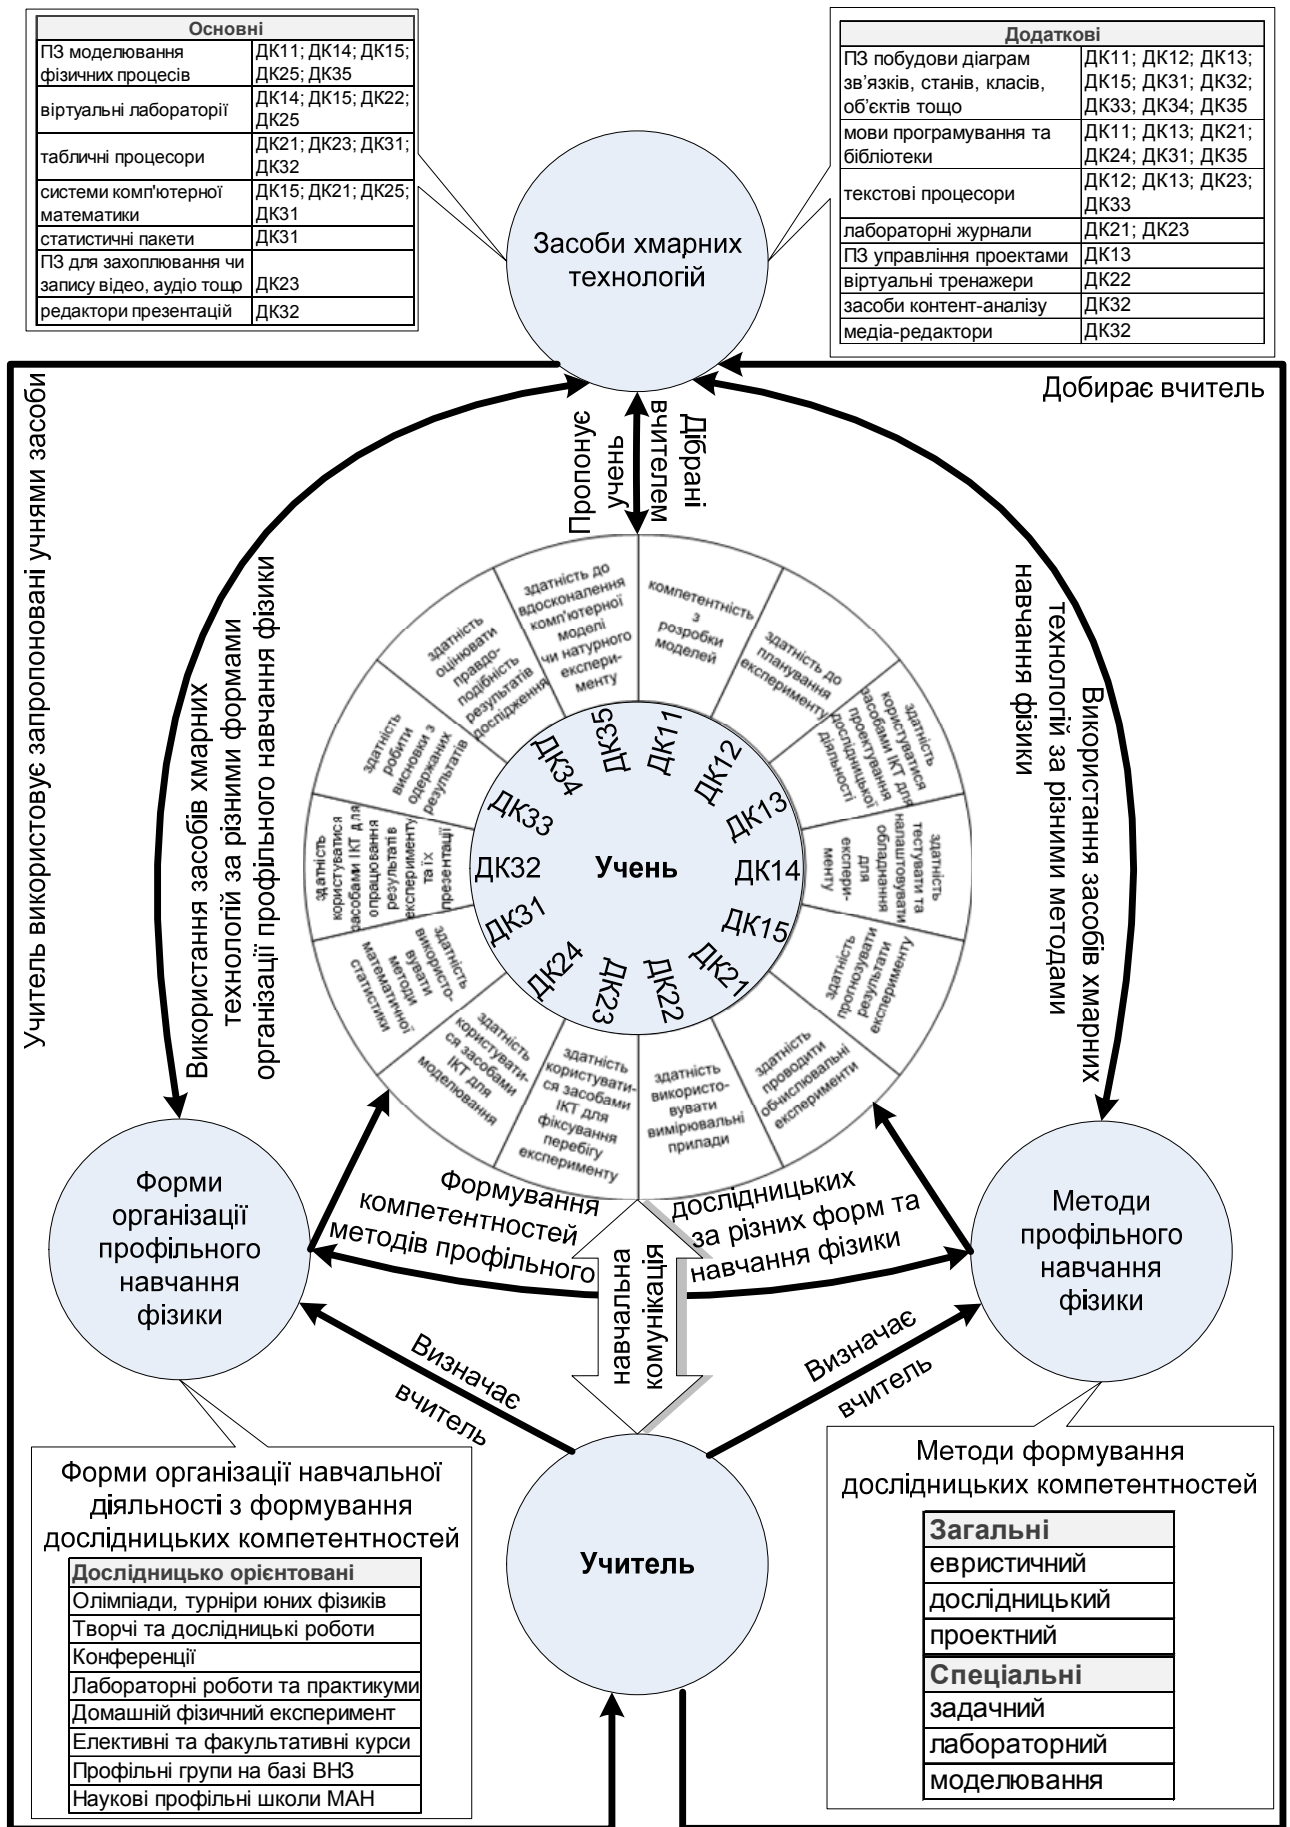 Основні
ПЗ моделювання
фізичних процесів
ДК11; ДК14; ДК15;
ДК25; ДК35
віртуальні лабораторії
ДК14; ДК15; ДК22;
ДК25
табличні процесори
ДК21; ДК23; ДК31;
ДК32
системи комп'ютерної
математики
ДК15; ДК21; ДК25;
ДК31
статистичні пакети
ДК31
ПЗ для захоплювання чи
запису відео, аудіо тощо
ДК23
редактори презентацій
ДК32
Додаткові
ПЗ побудови діаграм
зв’язків, станів, класів,
об’єктів тощо
ДК11; ДК12; ДК13;
ДК15; ДК31; ДК32;
ДК33; ДК34; ДК35
мови програмування та
бібліотеки
ДК11; ДК13; ДК21;
ДК24; ДК31; ДК35
текстові процесори
ДК12; ДК13; ДК23;
ДК33
лабораторні журнали
ДК21; ДК23
ПЗ управління проектами
ДК13
віртуальні тренажери
ДК22
засоби контент-аналізу
ДК32
медіа-редактори
ДК32
Засоби хмарних
технологій
Учитель використовує запропоновані учнями засоби
Добирає вчитель
Пропонує
учень
Дібрані
вчителем
Використання засобів хмарних
технологій за різними формами
організації профільного навчання фізики
Використання засобів хмарних
технологій за різними методами
навчання фізики
компетентність
з
розробки
моделей
здатність до
планування
експерименту
здатність
користуватися
засобами ІКТ для
проектування
дослідницької
діяльності
здатність
тестувати та
налаштовувати
обладнання
для
експери-
менту
здатність
прогнозувати
результати
експерименту
здатність
проводити
обчислювальні
експерименти
здатність
використо-
вувати
вимірювальні
прилади
здатність
користувати-
ся засобами
ІКТ для
фіксування
перебігу
експерименту
здатність
користувати-
ся засобами
ІКТ для
моделювання
здатність
використо-
вувати
методи
математичної
статистики
здатність
користуватися
засобами ІКТ для
опрацювання
результатів
експерименту
та їх
презентації
здатність
робити
висновки з
одержаних
результатів
здатність
оцінювати
правдо-
подібність
результатів
дослідження
здатність до
вдосконалення
комп'ютерної
моделі
чи натурного
експери-
менту
ДК11
ДК12
ДК13
ДК14
ДК15
ДК21
ДК22
ДК23
ДК24
ДК31
ДК32
ДК33
ДК34
ДК35
Учень
Форми
організації
профільного
навчання
фізики
Методи
профільного
навчання
фізики
Формування дослідницьких
компетентностей за різних форм та
методів профільного навчання фізики
навчальна
комунікація
Визначає
вчитель
Визначає
вчитель
Учитель
Форми організації навчальної
діяльності з формування
дослідницьких компетентностей
Дослідницько орієнтовані
Олімпіади, турніри юних фізиків
Творчі та дослідницькі роботи
Конференції
Лабораторні роботи та практикуми
Домашній фізичний експеримент
Елективні та факультативні курси
Профільні групи на базі ВНЗ
Наукові профільні школи МАН
Методи формування
дослідницьких компетентностей
Загальні
евристичний
дослідницький
проектний
Спеціальні
задачний
лабораторний
моделювання